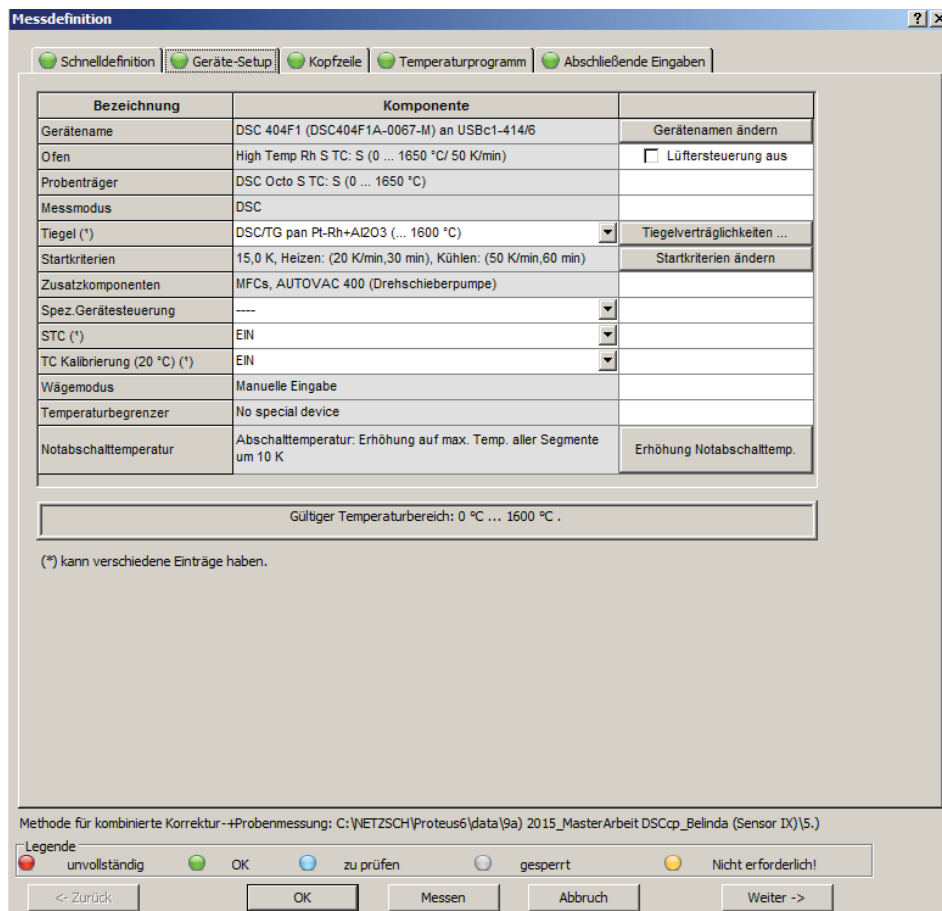 Messdefinition
Schnelldefinition Geräte-Setup Kopfzeile Temperaturprogramm Abschließende Eingaben
Bezeichnung Komponente
Gerätename DSC 404F1 (DSC404F1A-0067-M) an USBc1-414/6 Gerätenamen ändern
Ofen High Temp Rh S TC: S (0 ... 1650 °C/ 50 K/min) Lüftersteuerung aus
Probenträger DSC Octo S TC: S (0 ... 1650 °C)
Messmodus DSC
Tiegel (¹) DSC/TG pan Pt-Rh+Al2O3 (... 1600 °C) Tiegelverträglichkeiten ...
Startkriterien 15,0 K, Heizen: (20 K/min,30 min), Kühlen: (50 K/min,60 min) Startkriterien ändern
Zusatzkomponenten MFCs, AUTOVAC 400 (Drehschieberpumpe)
Spez.Gerätesteuerung ----
STC (¹) EIN
TC Kalibrierung (20 °C) (¹) EIN
Wägemodus Manuelle Eingabe
Temperaturbegrenzer No special device
Notabschalttemperatur Abschalttemperatur: Erhöhung auf max. Temp. aller Segmente
um 10 K Erhöhung Notabschalttemp.
Gültiger Temperaturbereich: 0 °C ... 1600 °C .
(*) kann verschiedene Einträge haben.
Methode für kombinierte Korrektur-+Probenmessung: C:\NETZSCH\Proteus6\data\9a) 2015_MasterArbeit DSCcp_Belinda (Sensor IX)\5.)
Legende
unvollständig OK zu prüfen gesperrt Nicht erforderlich!
<- Zurück OK Messen Abbruch Weiter ->